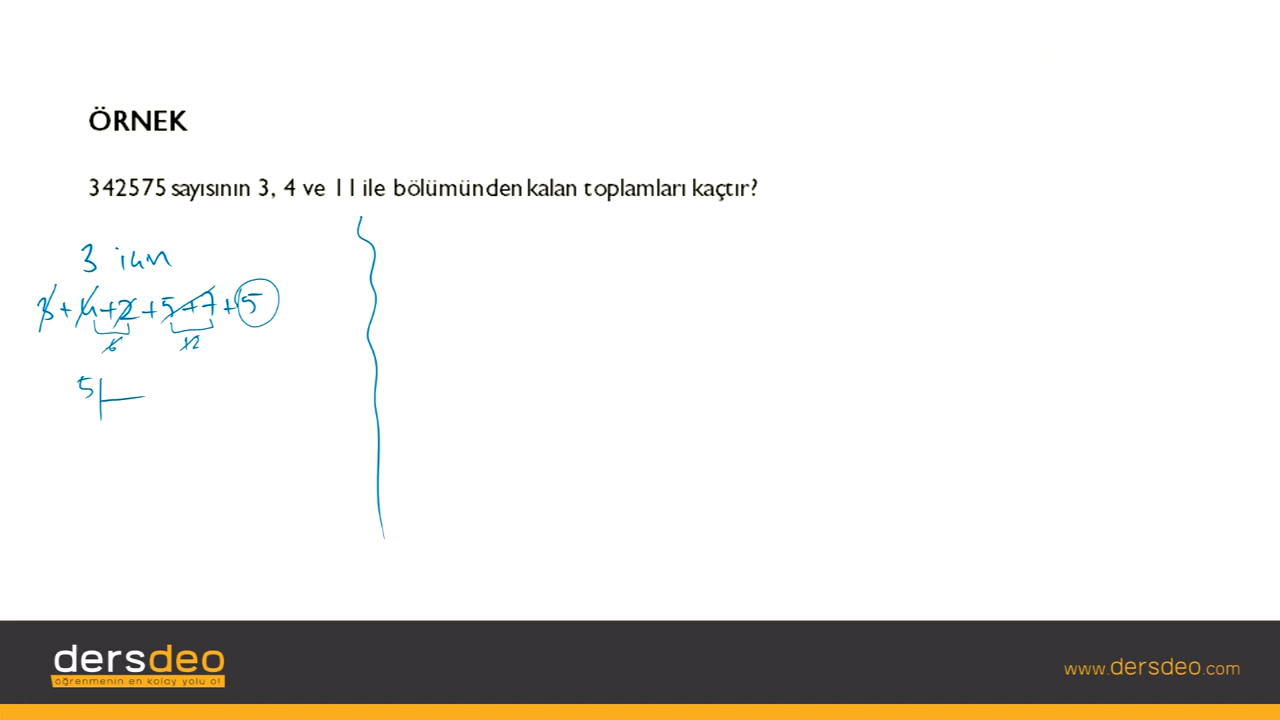 ÖRNEK
342575 sayısının 3, 4 ve 11 ile bölümünden kalan toplamları kaçtır?
3 için
3+4+2+5+7+5
6 12
5
dersdeo
öğrenmenin en kolay yolu o!
www.dersdeo.com